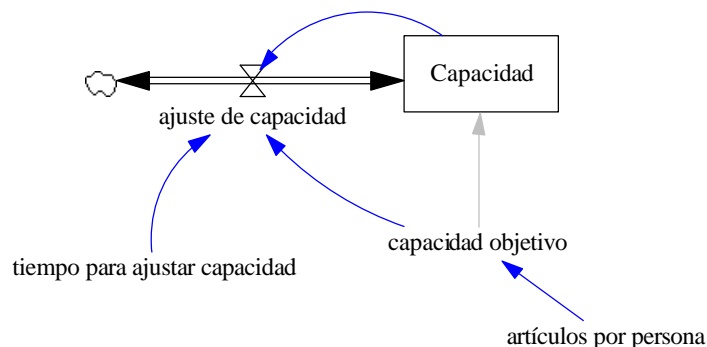 Capacidad
ajuste de capacidad
capacidad objetivo
tiempo para ajustar capacidad
artículos por persona